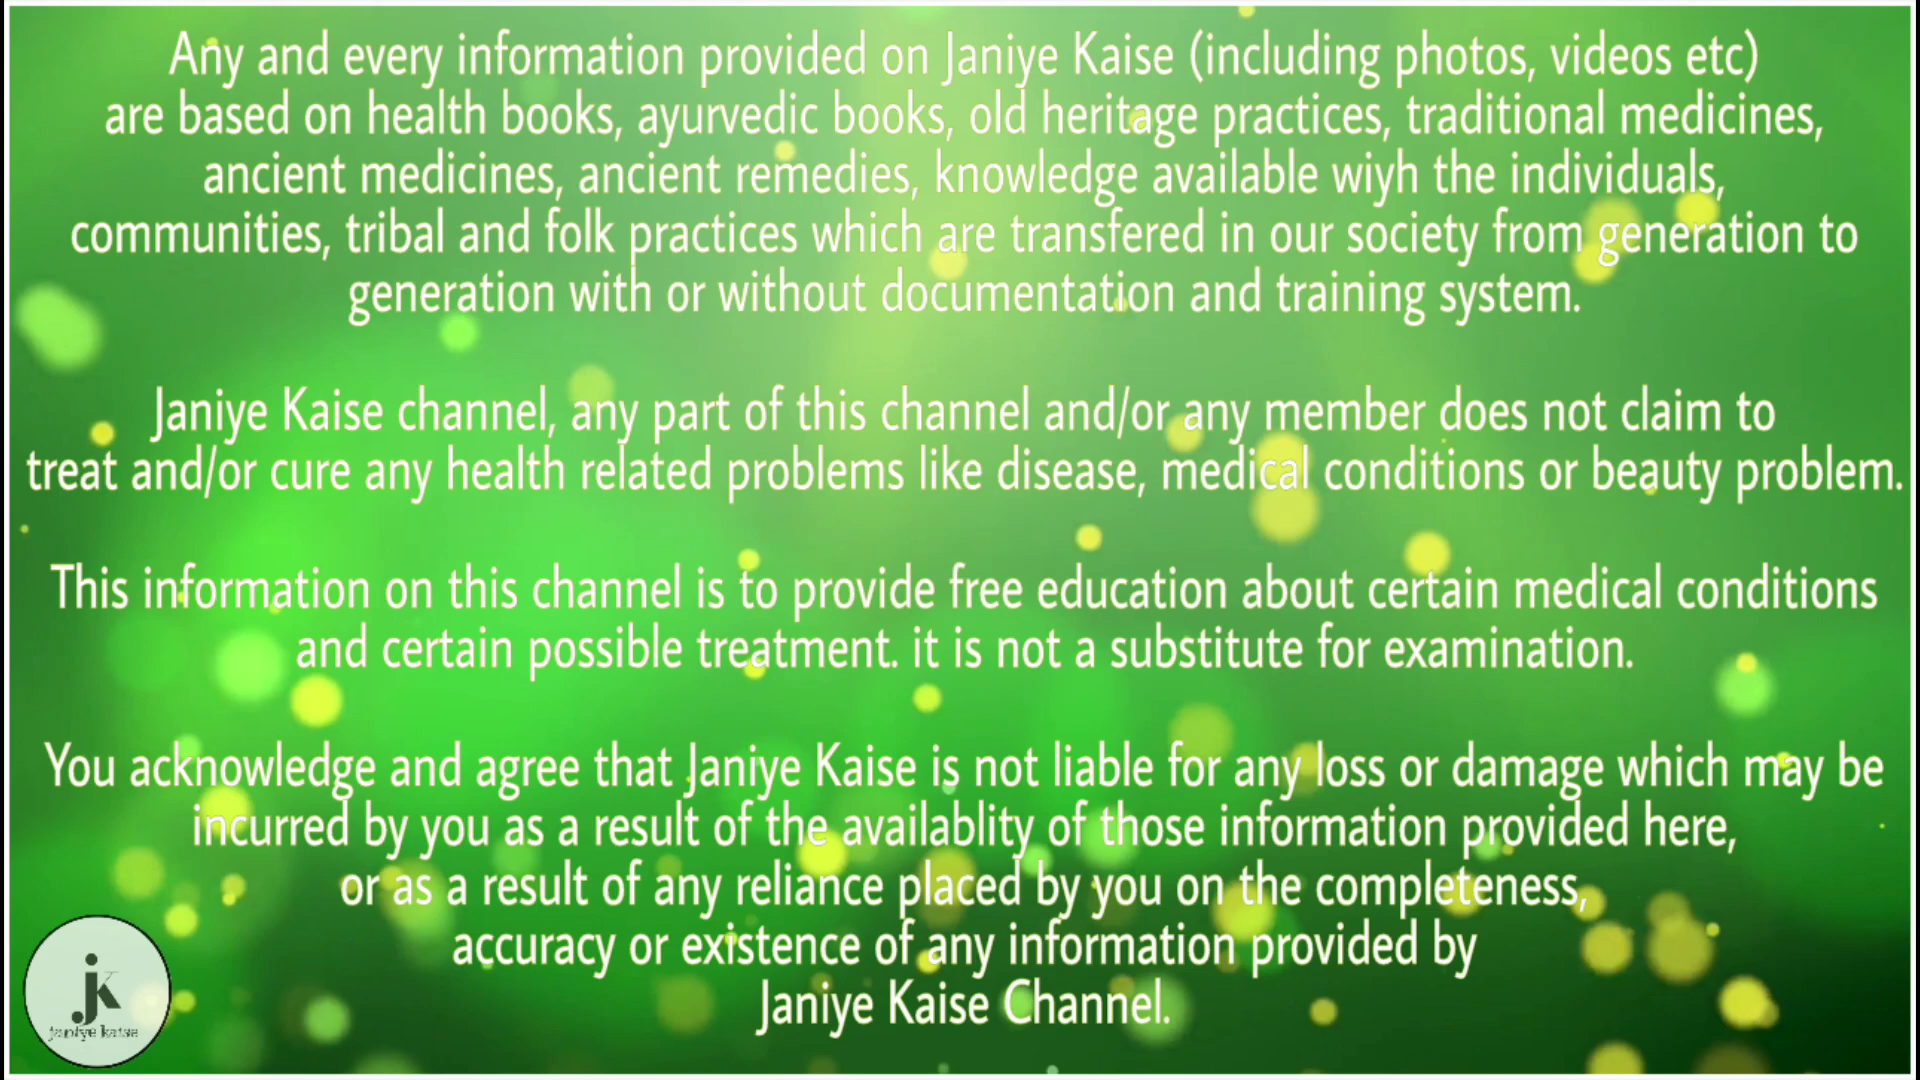 Any and every information provided on Janiye Kaise (including photos, videos etc)
are based on health books, ayurvedic books, old heritage practices, traditional medicines,
ancient medicines, ancient remedies, knowledge available wiyh the individuals,
communities, tribal and folk practices which are transfered in our society from generation to
generation with or without documentation and training system.
Janiye Kaise channel, any part of this channel and/or any member does not claim to
treat and/or cure any health related problems like disease, medical conditions or beauty problem.
This information on this channel is to provide free education about certain medical conditions
and certain possible treatment. it is not a substitute for examination.
You acknowledge and agree that Janiye Kaise is not liable for any loss or damage which may be
incurred by you as a result of the availablity of those information provided here,
or as a result of any reliance placed by you on the completeness,
accuracy or existence of any information provided by
Janiye Kaise Channel.
jk
janiye kaise